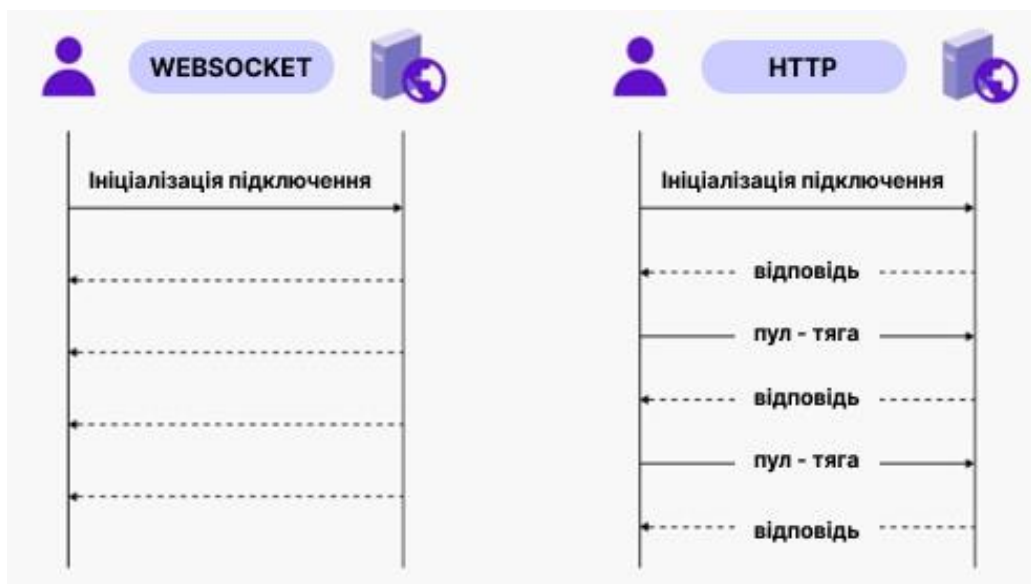 WEBSOCKET
Ініціалізація підключення
HTTP
Ініціалізація підключення
відповідь
пул - тяга
відповідь
пул - тяга
відповідь